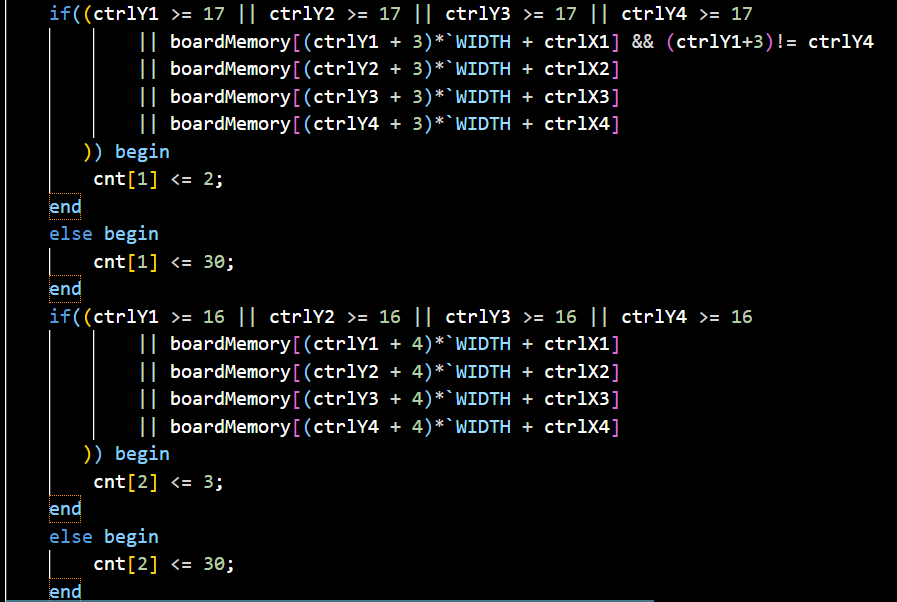 if((ctrlY1 >= 17 || ctrlY2 >= 17 || ctrlY3 >= 17 || ctrlY4 >= 17
|| boardMemory[(ctrlY1 + 3)*`WIDTH + ctrlX1] && (ctrlY1+3)!= ctrlY4
|| boardMemory[(ctrlY2 + 3)*`WIDTH + ctrlX2]
|| boardMemory[(ctrlY3 + 3)*`WIDTH + ctrlX3]
|| boardMemory[(ctrlY4 + 3)*`WIDTH + ctrlX4]
)) begin
cnt[1] <= 2;
end
else begin
cnt[1] <= 30;
end
if((ctrlY1 >= 16 || ctrlY2 >= 16 || ctrlY3 >= 16 || ctrlY4 >= 16
|| boardMemory[(ctrlY1 + 4)*`WIDTH + ctrlX1]
|| boardMemory[(ctrlY2 + 4)*`WIDTH + ctrlX2]
|| boardMemory[(ctrlY3 + 4)*`WIDTH + ctrlX3]
|| boardMemory[(ctrlY4 + 4)*`WIDTH + ctrlX4]
)) begin
cnt[2] <= 3;
end
else begin
cnt[2] <= 30;
end